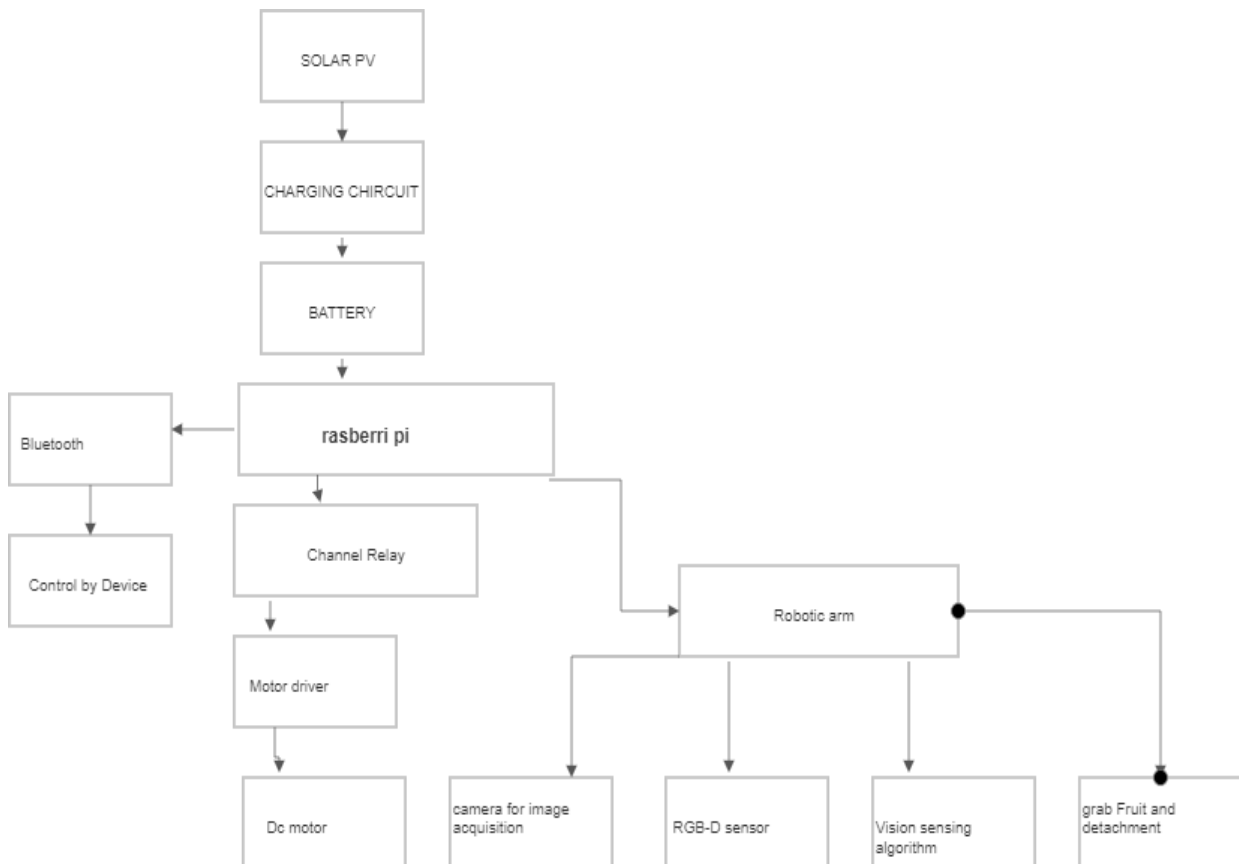 SOLAR PV
CHARGING CHIRCUIT
BATTERY
rasberri pi
Bluetooth
Channel Relay
Control by Device
Robotic arm
Motor driver
Dc motor
camera for image
acquisition
RGB-D sensor
Vision sensing
algorithm
grab Fruit and
detachment